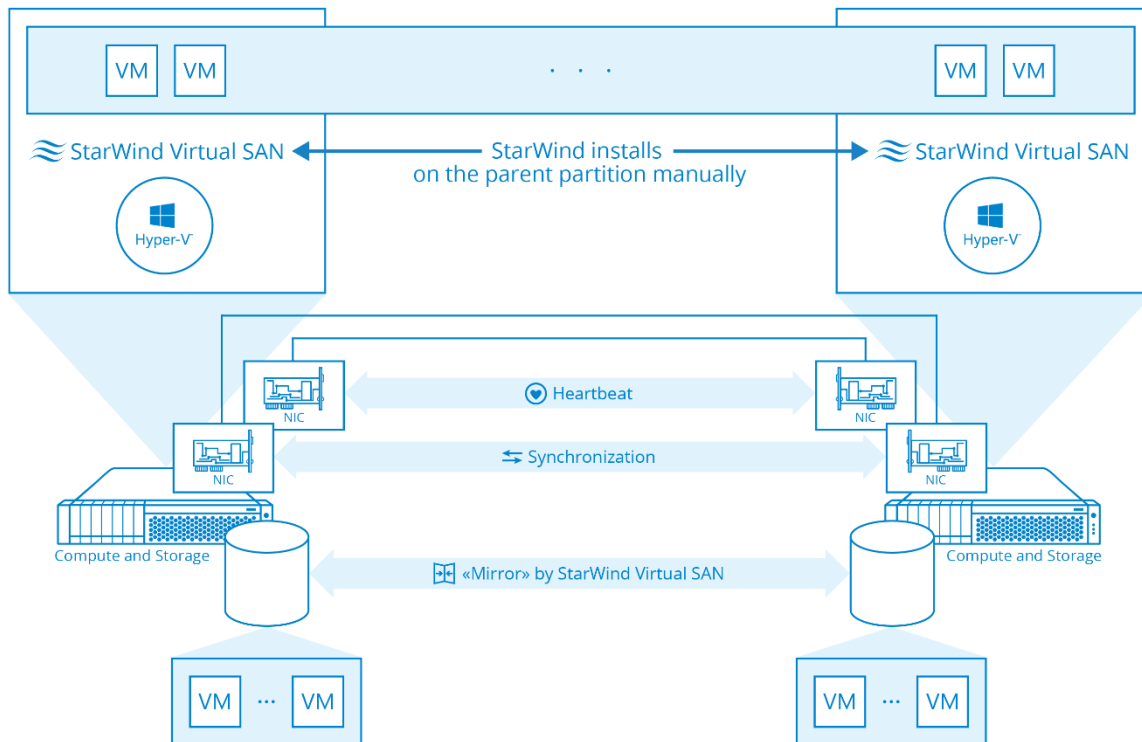 VM VM . . . VM VM
StarWind Virtual SAN StarWind installs StarWind Virtual SAN
on the parent partition manually
Hyper-V Hyper-V
Heartbeat
NIC NIC
Synchronization
NIC NIC
Compute and Storage Compute and Storage
«Mirror» by StarWind Virtual SAN
VM ... VM VM ... VM